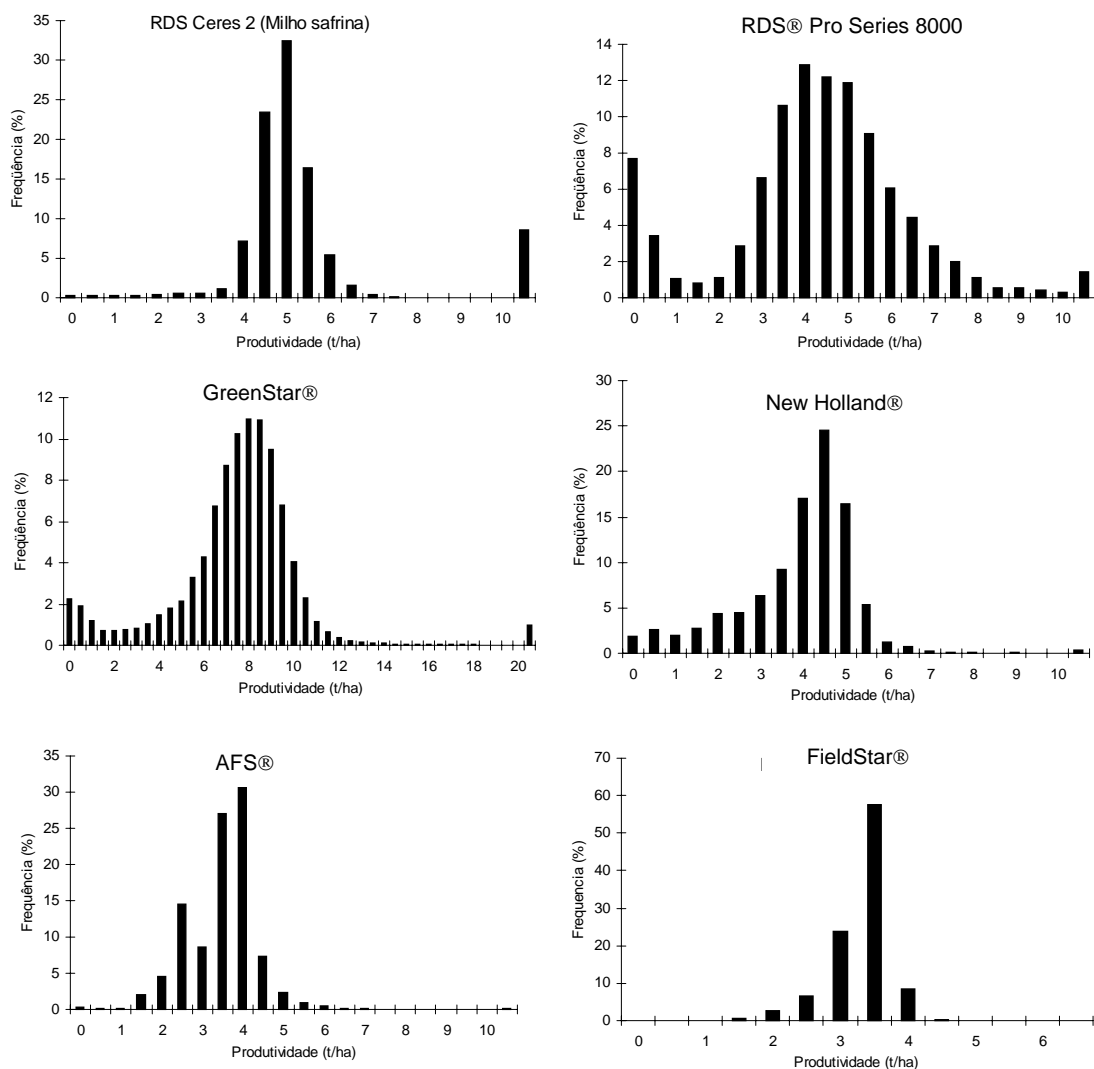 RDS Ceres 2 (Milho safrina)
Freqüência (%)
35
30
25
20
15
10
5
0
0 1 2 3 4 5 6 7 8 9 10
Produtividade (t/ha)
RDS® Pro Series 8000
Freqüência (%)
14
12
10
8
6
4
2
0
0 1 2 3 4 5 6 7 8 9 10
Produtividade (t/ha)
GreenStar®
Freqüência (%)
12
10
8
6
4
2
0
0 2 4 6 8 10 12 14 16 18 20
Produtividade (t/ha)
New Holland®
Freqüência (%)
30
25
20
15
10
5
0
0 1 2 3 4 5 6 7 8 9 10
Produtividade (t/ha)
AFS®
Frequência (%)
35
30
25
20
15
10
5
0
0 1 2 3 4 5 6 7 8 9 10
Produtividade (t/ha)
FieldStar®
Frequencia (%)
70
60
50
40
30
20
10
0
0 1 2 3 4 5 6
Produtividade (t/ha)